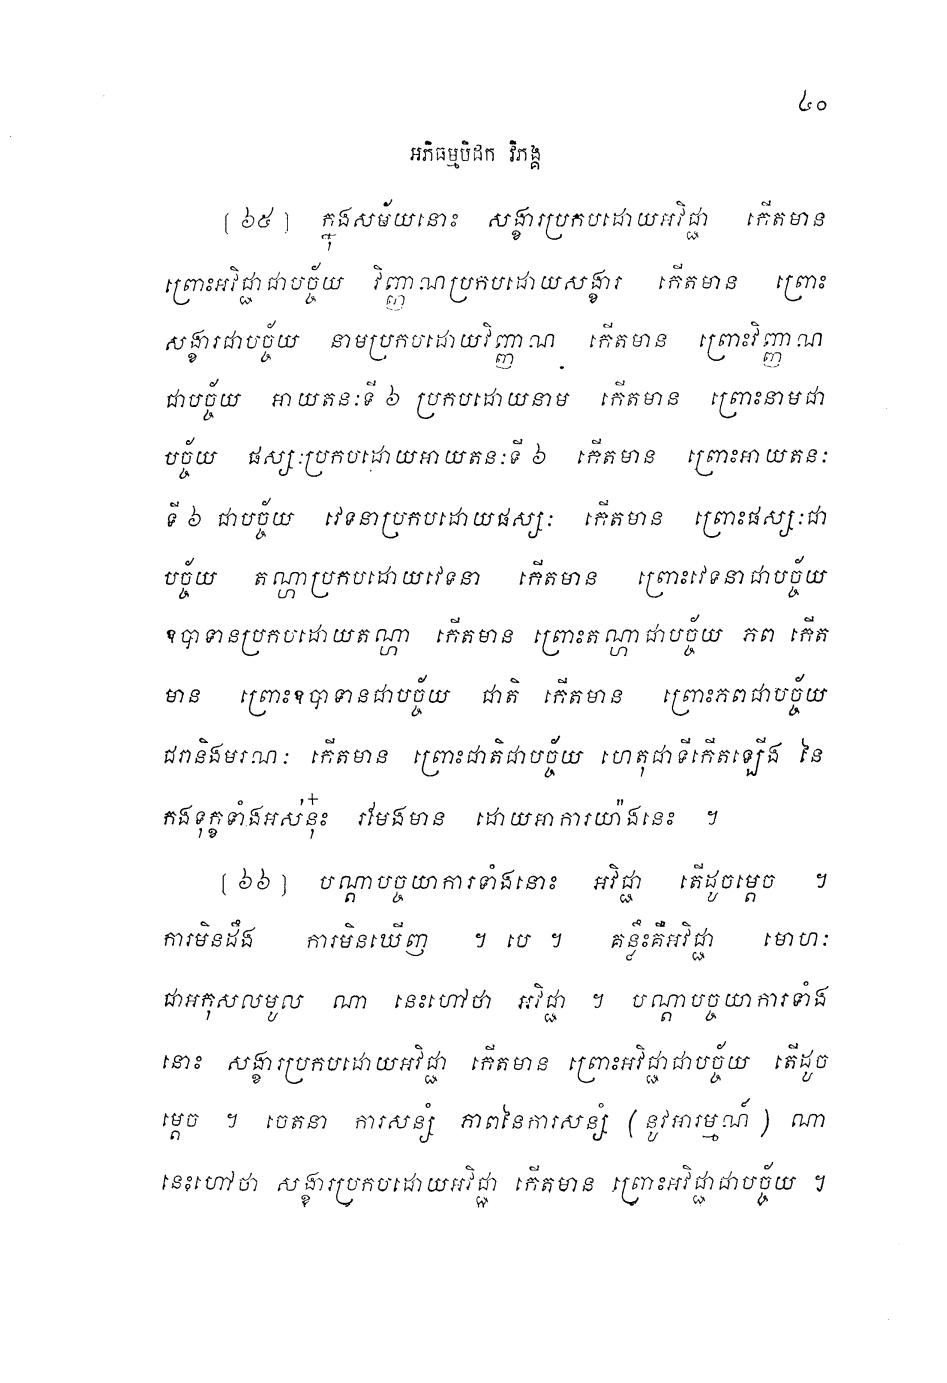 ៤០
អភិធម្មបិដក វិភង្គ
[៦៥] ក្នុងសម័យនោះ សង្ខារប្រកបដោយអវិជ្ជា កើតមាន
ព្រោះអវិជ្ជាជាបច្ច័យ វិញ្ញាណប្រកបដោយសង្ខារ កើតមាន ព្រោះ
សង្ខារជាបច្ច័យ នាមប្រកបដោយវិញ្ញាណ កើតមាន ព្រោះវិញ្ញាណ
ជាបច្ច័យ អាយតនៈទី ៦ ប្រកបដោយនាម កើតមាន ព្រោះនាមជា
បច្ច័យ ផស្សៈប្រកបដោយអាយតនៈទី ៦ កើតមាន ព្រោះអាយតនៈ
ទី ៦ ជាបច្ច័យ វេទនាប្រកបដោយផស្សៈ កើតមាន ព្រោះផស្សៈជា
បច្ច័យ តណ្ហាប្រកបដោយវេទនា កើតមាន ព្រោះវេទនាជាបច្ច័យ
ឧបាទានប្រកបដោយតណ្ហា កើតមាន ព្រោះតណ្ហាជាបច្ច័យ ភព កើត
មាន ព្រោះឧបាទានជាបច្ច័យ ជាតិ កើតមាន ព្រោះភពជាបច្ច័យ
ជរានិងមរណៈ កើតមាន ព្រោះជាតិជាបច្ច័យ ហេតុជាទីកើតឡើង នៃ
កងទុក្ខទាំងអស់នុ៎ះ រមែងមាន ដោយអាការយ៉ាងនេះ ។
[៦៦] បណ្ដាបច្ចយាការទាំងនោះ អវិជ្ជា តើដូចម្ដេច ។
ការមិនដឹង ការមិនឃើញ ។ បេ ។ គន្លឹះគឺអវិជ្ជា មោហៈ
ជាអកុសលមូល ណា នេះហៅថា អវិជ្ជា ។ បណ្ដាបច្ចយាការទាំង
នោះ សង្ខារប្រកបដោយអវិជ្ជា កើតមាន ព្រោះអវិជ្ជាជាបច្ច័យ តើដូច
ម្ដេច ។ ចេតនា ការសន្សំ ភាពនៃការសន្សំ (នូវអារម្មណ៍) ណា
នេះហៅថា សង្ខារប្រកបដោយអវិជ្ជា កើតមាន ព្រោះអវិជ្ជាជាបច្ច័យ ។